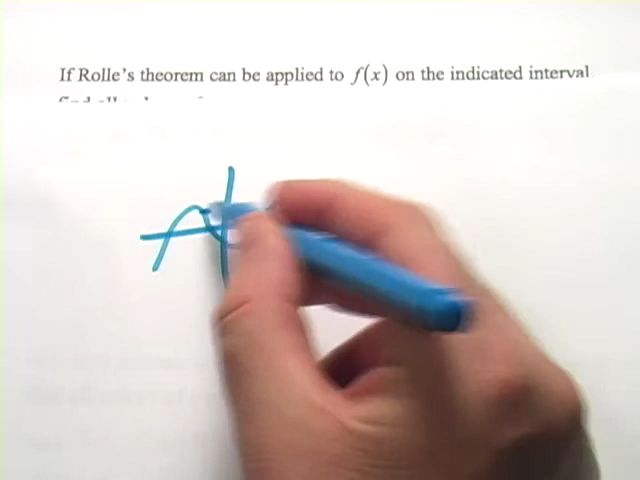 If Rolle's theorem can be applied to f(x) on the indicated interval